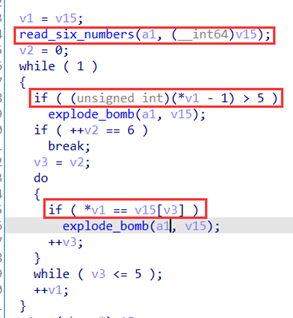 v1 = v15;
read_six_numbers(a1, (__int64)v15);
v2 = 0;
while ( 1 )
{
if ( (unsigned int)(*v1 - 1) > 5 )
explode_bomb(a1, v15);
if ( ++v2 == 6 )
break;
v3 = v2;
do
{
if ( *v1 == v15[v3] )
explode_bomb(a1, v15);
++v3;
}
while ( v3 <= 5 );
++v1;